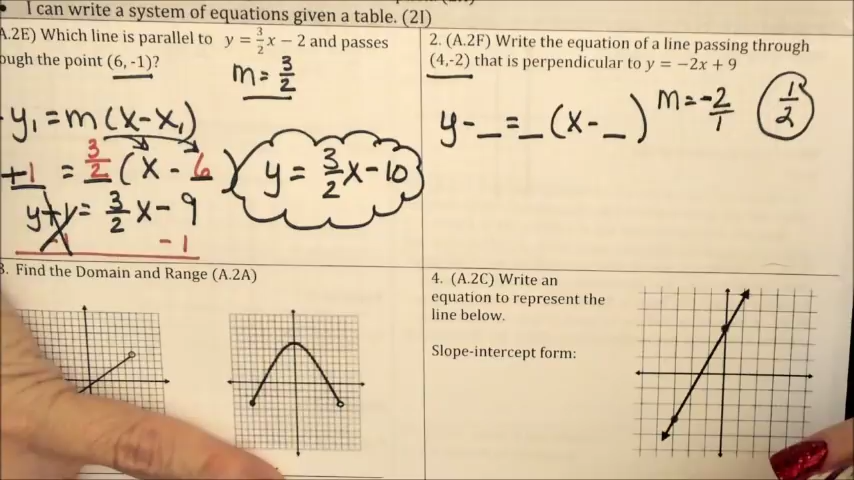 I can write a system of equations given a table. (2I)
A.2E) Which line is parallel to y = 3/2 x − 2 and passes
ough the point (6, -1)?
m = 3/2
y₁ = m(x - x₁)
+1 = 3/2 (x - 6)
y+1 = 3/2 x - 9
-1 -1
y = 3/2 x - 10
2. (A.2F) Write the equation of a line passing through
(4,-2) that is perpendicular to y = −2x + 9
m = -2/1 1/2
y - _ = _ (x - _)
3. Find the Domain and Range (A.2A)
4. (A.2C) Write an
equation to represent the
line below.
Slope-intercept form: